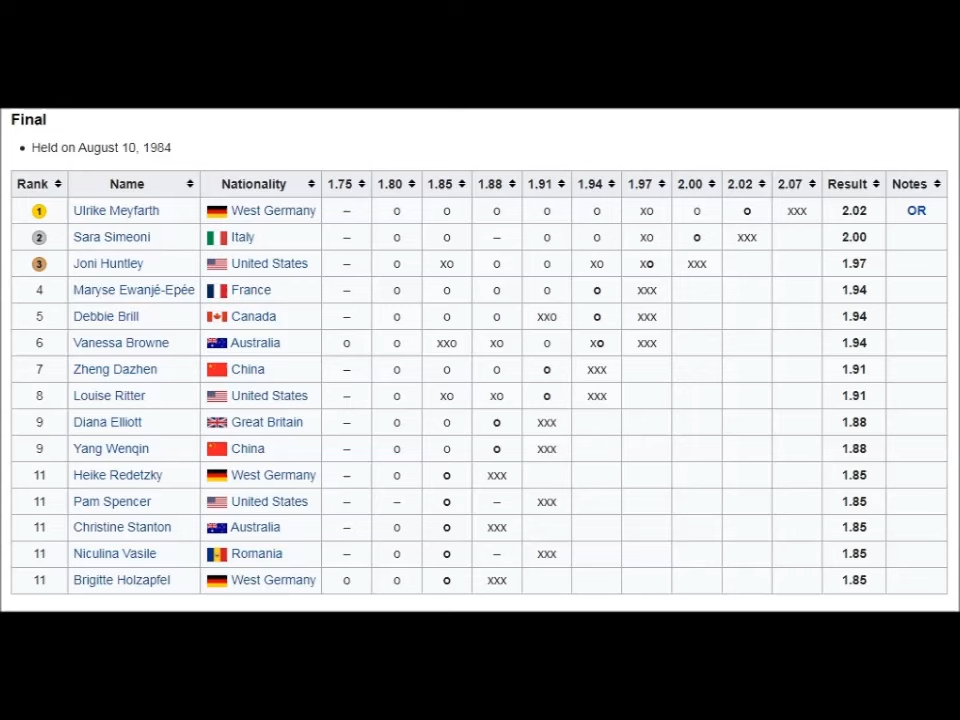 Final
• Held on August 10, 1984
Rank Name Nationality 1.75 1.80 1.85 1.88 1.91 1.94 1.97 2.00 2.02 2.07 Result Notes
1 Ulrike Meyfarth West Germany – o o o o o xo o o xxx 2.02 OR
2 Sara Simeoni Italy – o o – o o xo o xxx 2.00
3 Joni Huntley United States – o xo o o xo xo xxx 1.97
4 Maryse Ewanjé-Epée France – o o o o o xxx 1.94
5 Debbie Brill Canada – o o o xxo o xxx 1.94
6 Vanessa Browne Australia o o xxo xo o xo xxx 1.94
7 Zheng Dazhen China – o o o o xxx 1.91
8 Louise Ritter United States – o xo xo o xxx 1.91
9 Diana Elliott Great Britain – o o o xxx 1.88
9 Yang Wenqin China – o o o xxx 1.88
11 Heike Redetzky West Germany – o o xxx 1.85
11 Pam Spencer United States – – o – xxx 1.85
11 Christine Stanton Australia – o o xxx 1.85
11 Niculina Vasile Romania – o o – xxx 1.85
11 Brigitte Holzapfel West Germany o o o xxx 1.85